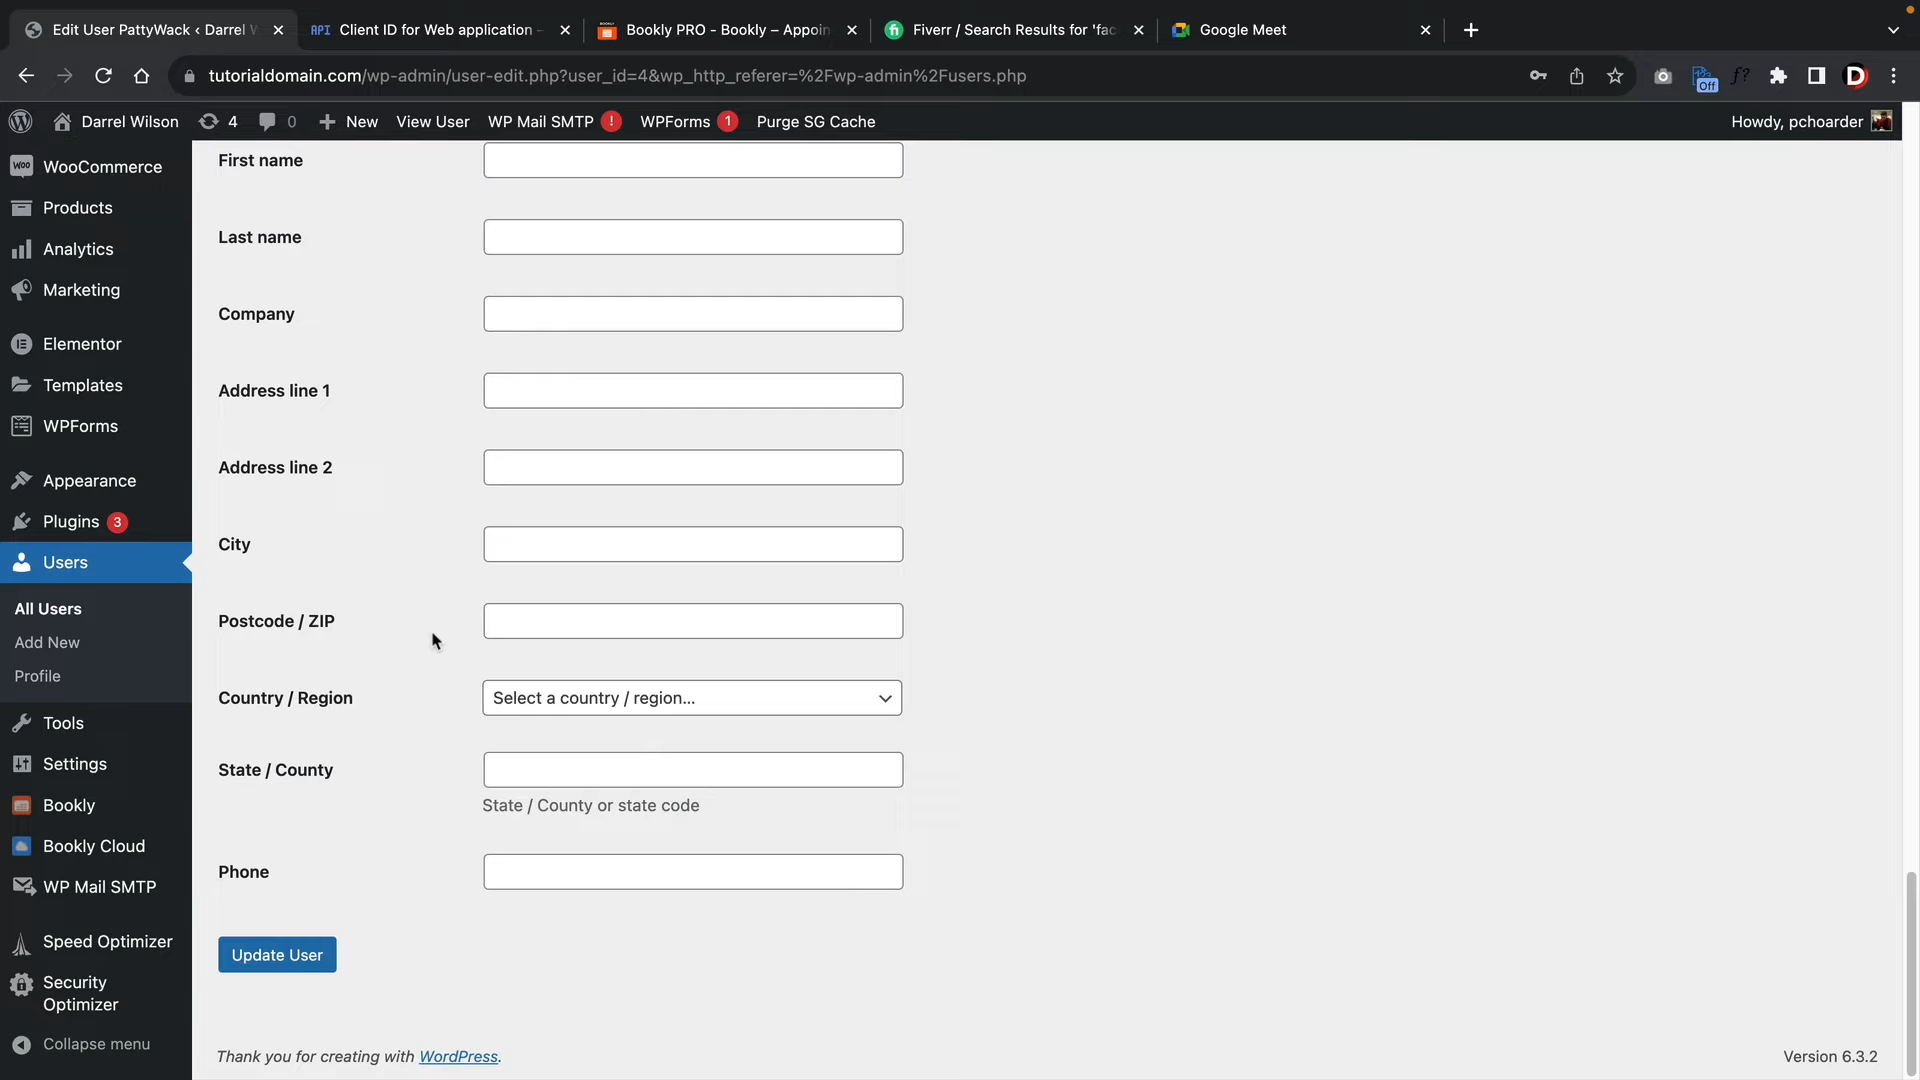 Edit User PattyWack ‹ Darrel W
API Client ID for Web application -
BOOKLY Bookly PRO - Bookly – Appoin
Fiverr / Search Results for 'fac
Google Meet
tutorialdomain.com/wp-admin/user-edit.php?user_id=4&wp_http_referer=%2Fwp-admin%2Fusers.php
Off
f?
D
Darrel Wilson 4 0 New View User WP Mail SMTP ! WPForms 1 Purge SG Cache Howdy, pchoarder
Woo WooCommerce
Products
Analytics
Marketing
Elementor
Templates
WPForms
Appearance
Plugins 3
Users
All Users
Add New
Profile
Tools
Settings
Bookly
Bookly Cloud
WP Mail SMTP
Speed Optimizer
Security
Optimizer
Collapse menu
First name
Last name
Company
Address line 1
Address line 2
City
Postcode / ZIP
Country / Region Select a country / region...
State / County
State / County or state code
Phone
Update User
Thank you for creating with WordPress.
Version 6.3.2